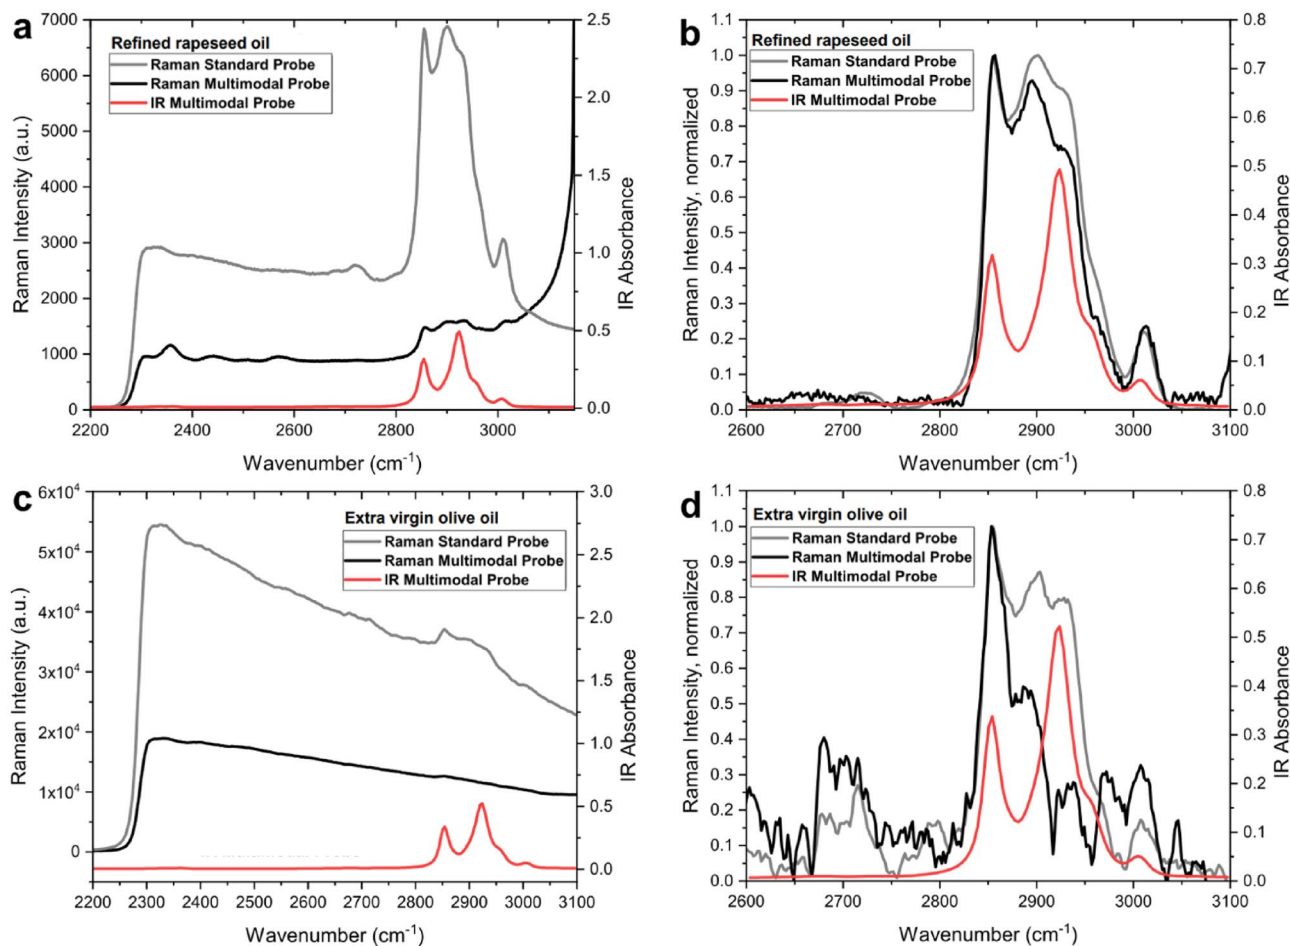 a
7000
6000
5000
4000
3000
2000
1000
0
Raman Intensity (a.u.)
Refined rapeseed oil
Raman Standard Probe
Raman Multimodal Probe
IR Multimodal Probe
2.5
2.0
1.5
1.0
0.5
0.0
IR Absorbance
2200 2400 2600 2800 3000
Wavenumber (cm⁻¹)
b
1.1
1.0
0.9
0.8
0.7
0.6
0.5
0.4
0.3
0.2
0.1
0.0
Raman Intensity, normalized
Refined rapeseed oil
Raman Standard Probe
Raman Multimodal Probe
IR Multimodal Probe
0.8
0.7
0.6
0.5
0.4
0.3
0.2
0.1
0.0
IR Absorbance
2600 2700 2800 2900 3000 3100
Wavenumber (cm⁻¹)
c
6x10⁴
5x10⁴
4x10⁴
3x10⁴
2x10⁴
1x10⁴
0
Raman Intensity (a.u.)
Extra virgin olive oil
Raman Standard Probe
Raman Multimodal Probe
IR Multimodal Probe
3.0
2.5
2.0
1.5
1.0
0.5
0.0
IR Absorbance
2200 2300 2400 2500 2600 2700 2800 2900 3000 3100
Wavenumber (cm⁻¹)
d
1.1
1.0
0.9
0.8
0.7
0.6
0.5
0.4
0.3
0.2
0.1
0.0
Raman Intensity, normalized
Extra virgin olive oil
Raman Standard Probe
Raman Multimodal Probe
IR Multimodal Probe
0.8
0.7
0.6
0.5
0.4
0.3
0.2
0.1
0.0
IR Absorbance
2600 2700 2800 2900 3000 3100
Wavenumber (cm⁻¹)